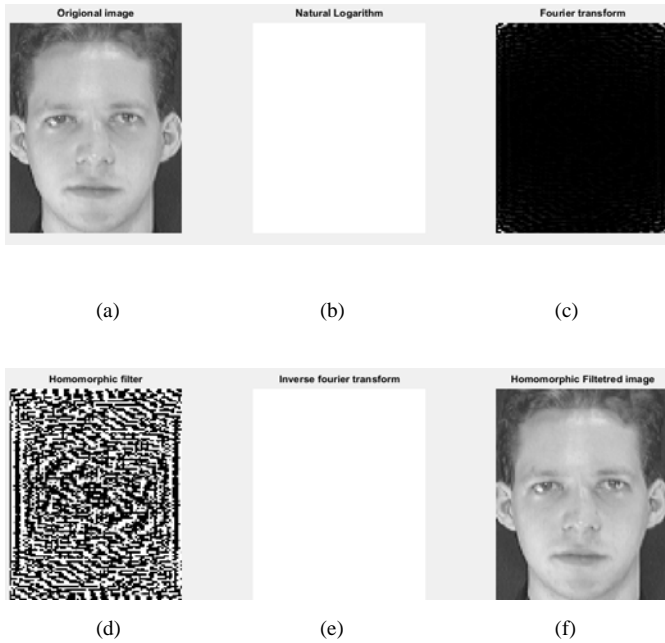 Origional image Natural Logarithm Fourier transform
(a) (b) (c)
Homomorphic filter Inverse fourier transform Homomorphic Filtetred image
(d) (e) (f)